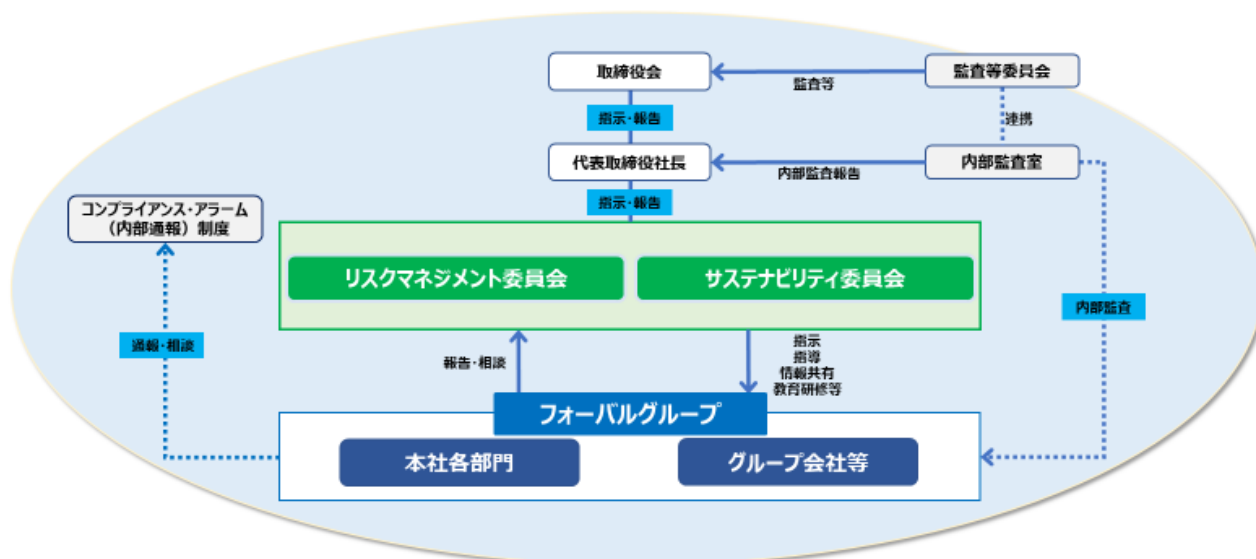 取締役会
監査等委員会
監査等
指示・報告
連携
代表取締役社長
内部監査室
内部監査報告
指示・報告
コンプライアンス・アラーム
（内部通報）制度
リスクマネジメント委員会
サステナビリティ委員会
内部監査
通報・相談
報告・相談
指示
指導
情報共有
教育研修等
フォーバルグループ
本社各部門
グループ会社等